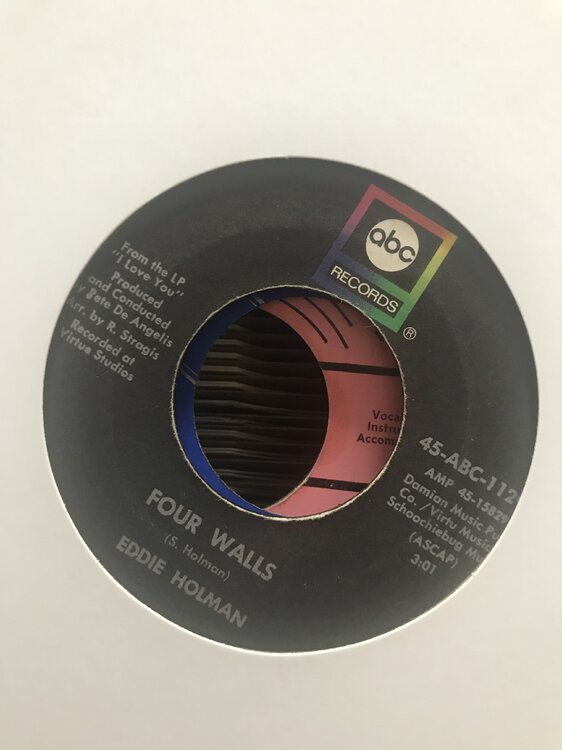 abc
RECORDS
®
From the LP
"I Love You"
Produced
and Conducted
y Pete De Angelis
Arr. by R. Stragis
Recorded at
Virtue Studios
45-ABC-112
AMP 45-1582
Damian Music Pu
Co./Virtu Music
Schoochiebug Mu
(ASCAP)
3:01
FOUR WALLS
(S. Holman)
EDDIE HOLMAN
Voca
Instru
Accom